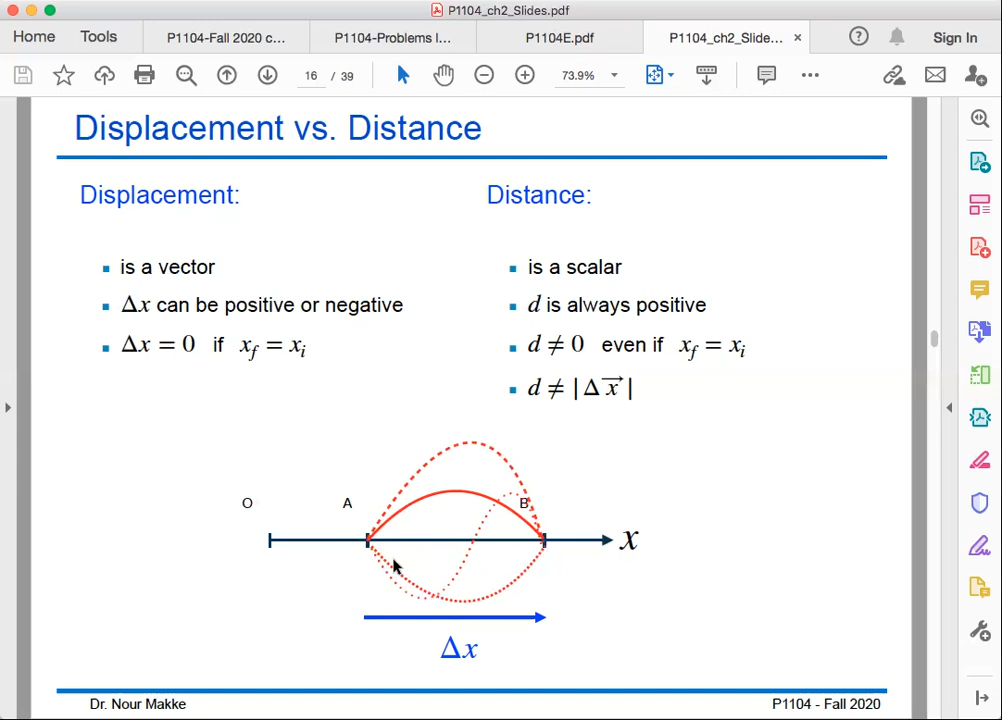 P1104_ch2_Slides.pdf
Home Tools P1104-Fall 2020 c... P1104-Problems I... P1104E.pdf P1104_ch2_Slide... × Sign In
16 / 39 73.9%
Displacement vs. Distance
Displacement:
is a vector
Δx can be positive or negative
Δx = 0 if x_f = x_i
Distance:
is a scalar
d is always positive
d ≠ 0 even if x_f = x_i
d ≠ |Δx⃗|
O A B
x
Δx
Dr. Nour Makke P1104 - Fall 2020